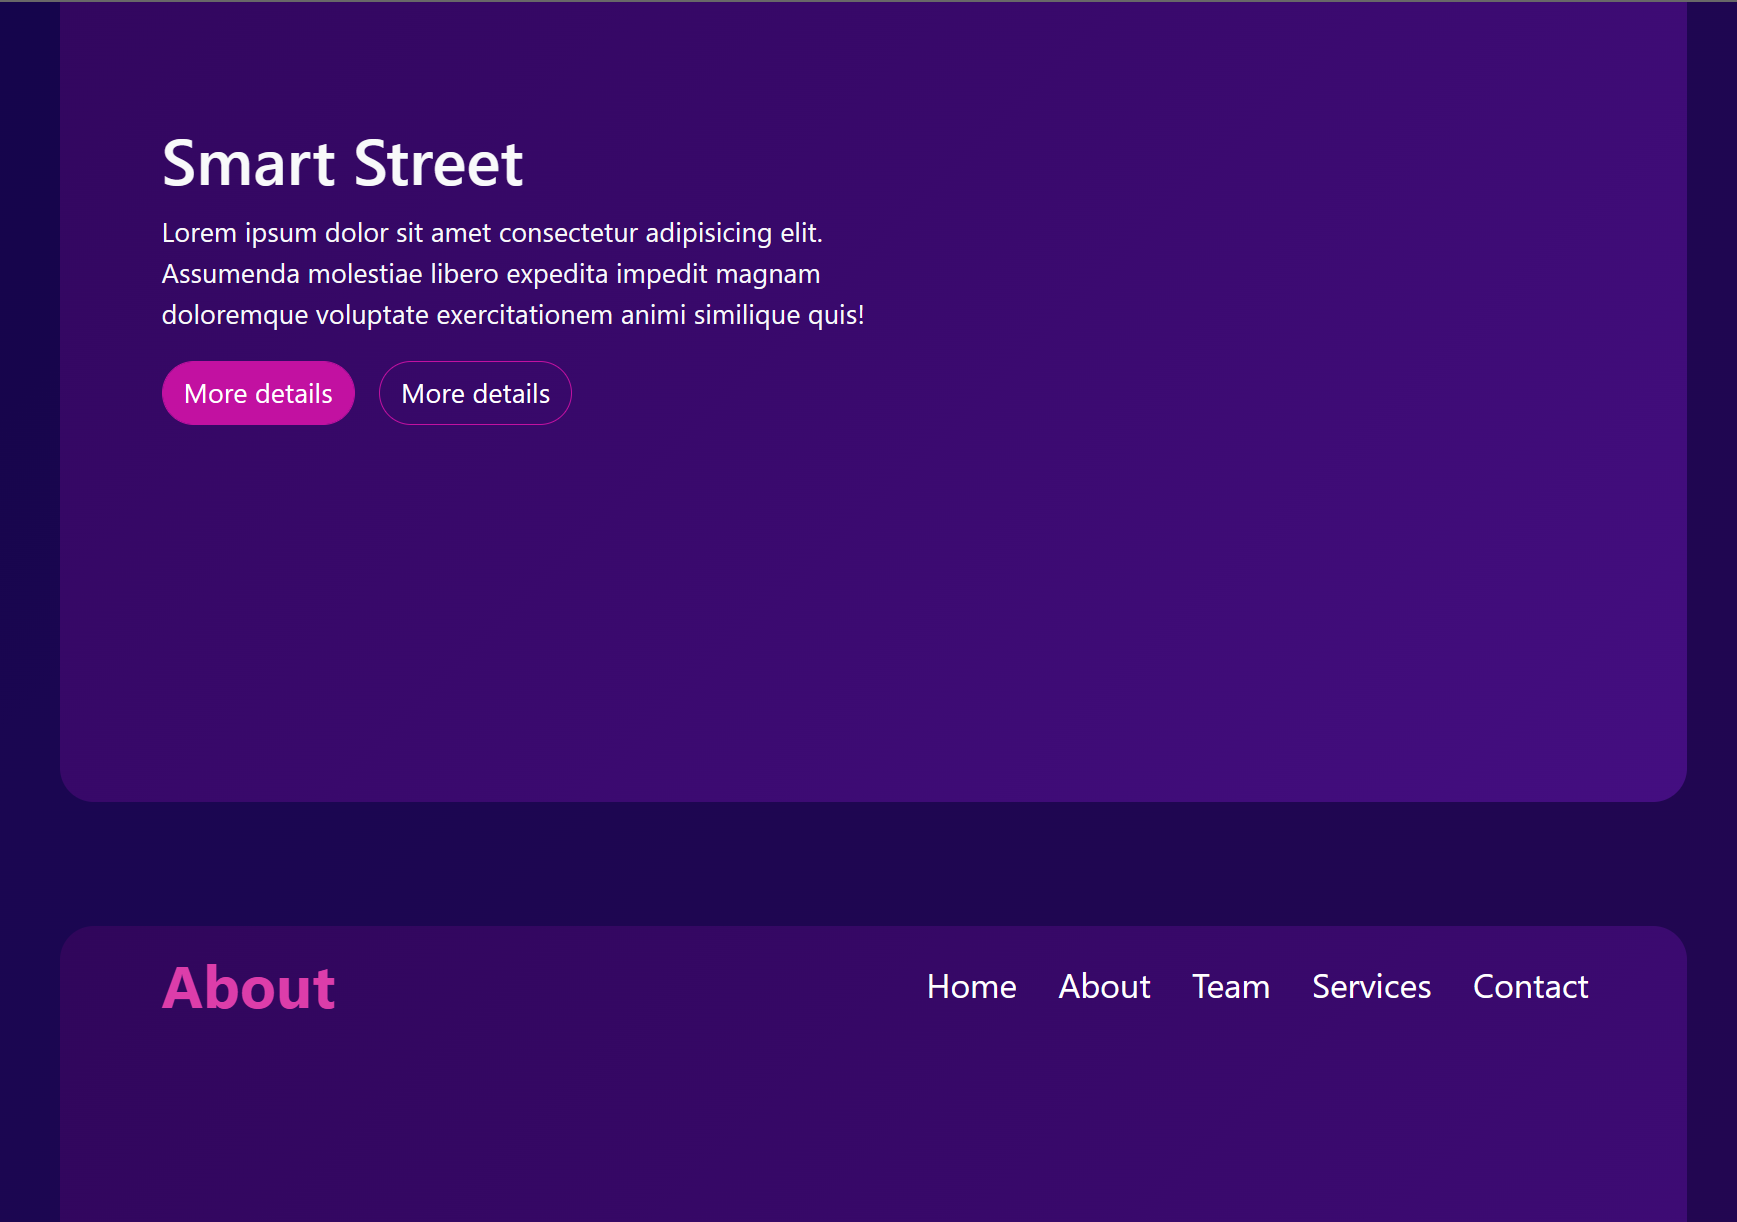 Smart Street
Lorem ipsum dolor sit amet consectetur adipisicing elit.
Assumenda molestiae libero expedita impedit magnam
doloremque voluptate exercitationem animi similique quis!
More details More details
About Home About Team Services Contact